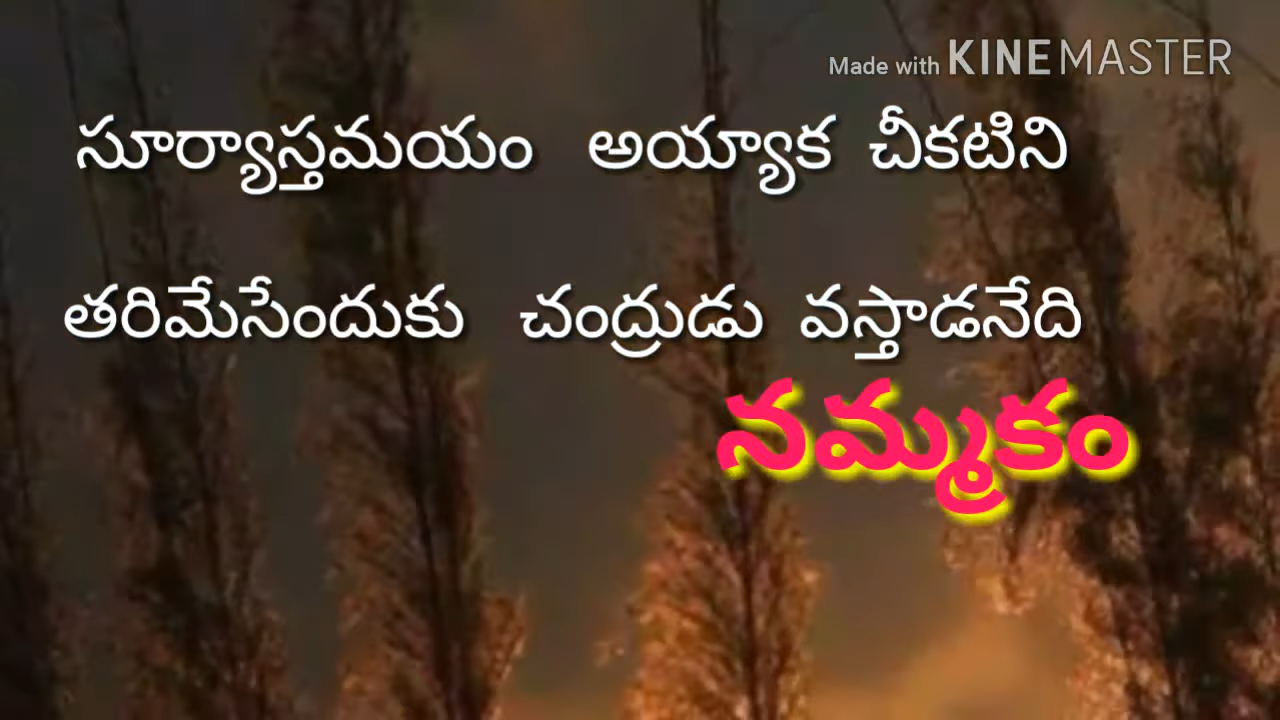 Made with KINEMASTER
సూర్యాస్తమయం అయ్యాక చీకటిని
తరిమేసేందుకు చంద్రుడు వస్తాడనేది
నమ్మకం